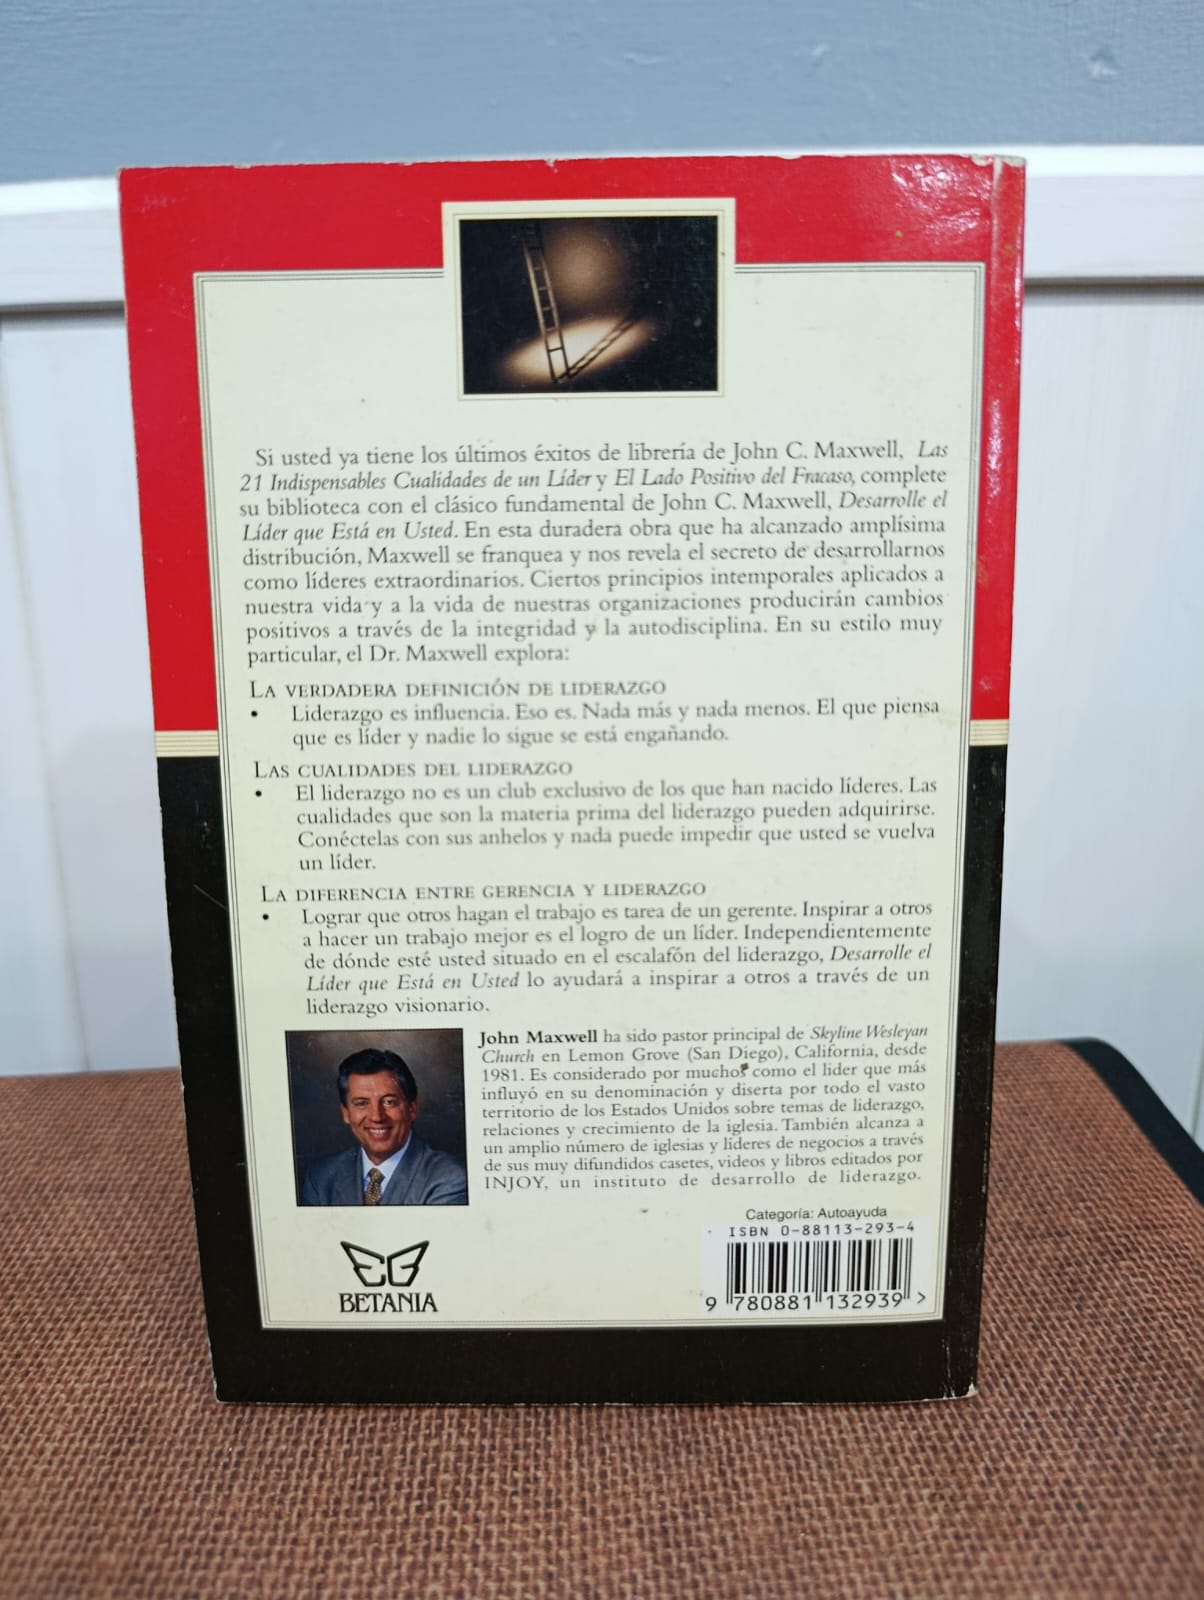 Si usted ya tiene los últimos éxitos de librería de John C. Maxwell, Las
21 Indispensables Cualidades de un Líder y El Lado Positivo del Fracaso, complete
su biblioteca con el clásico fundamental de John C. Maxwell, Desarrolle el
Líder que Está en Usted. En esta duradera obra que ha alcanzado amplísima
distribución, Maxwell se franquea y nos revela el secreto de desarrollarnos
como líderes extraordinarios. Ciertos principios intemporales aplicados a
nuestra vida y a la vida de nuestras organizaciones producirán cambios
positivos a través de la integridad y la autodisciplina. En su estilo muy
particular, el Dr. Maxwell explora:
LA VERDADERA DEFINICIÓN DE LIDERAZGO
• Liderazgo es influencia. Eso es. Nada más y nada menos. El que piensa
que es líder y nadie lo sigue se está engañando.
LAS CUALIDADES DEL LIDERAZGO
• El liderazgo no es un club exclusivo de los que han nacido líderes. Las
cualidades que son la materia prima del liderazgo pueden adquirirse.
Conéctelas con sus anhelos y nada puede impedir que usted se vuelva
un líder.
LA DIFERENCIA ENTRE GERENCIA Y LIDERAZGO
• Lograr que otros hagan el trabajo es tarea de un gerente. Inspirar a otros
a hacer un trabajo mejor es el logro de un líder. Independientemente
de dónde esté usted situado en el escalafón del liderazgo, Desarrolle el
Líder que Está en Usted lo ayudará a inspirar a otros a través de un
liderazgo visionario.
John Maxwell ha sido pastor principal de Skyline Wesleyan
Church en Lemon Grove (San Diego), California, desde
1981. Es considerado por muchos como el lider que más
influyó en su denominación y diserta por todo el vasto
territorio de los Estados Unidos sobre temas de liderazgo,
relaciones y crecimiento de la iglesia. También alcanza a
un amplio número de iglesias y líderes de negocios a través
de sus muy difundidos casetes, videos y libros editados por
INJOY, un instituto de desarrollo de liderazgo.
Categoría: Autoayuda
ISBN 0-88113-293-4
9 780881 132939 >
BETANIA